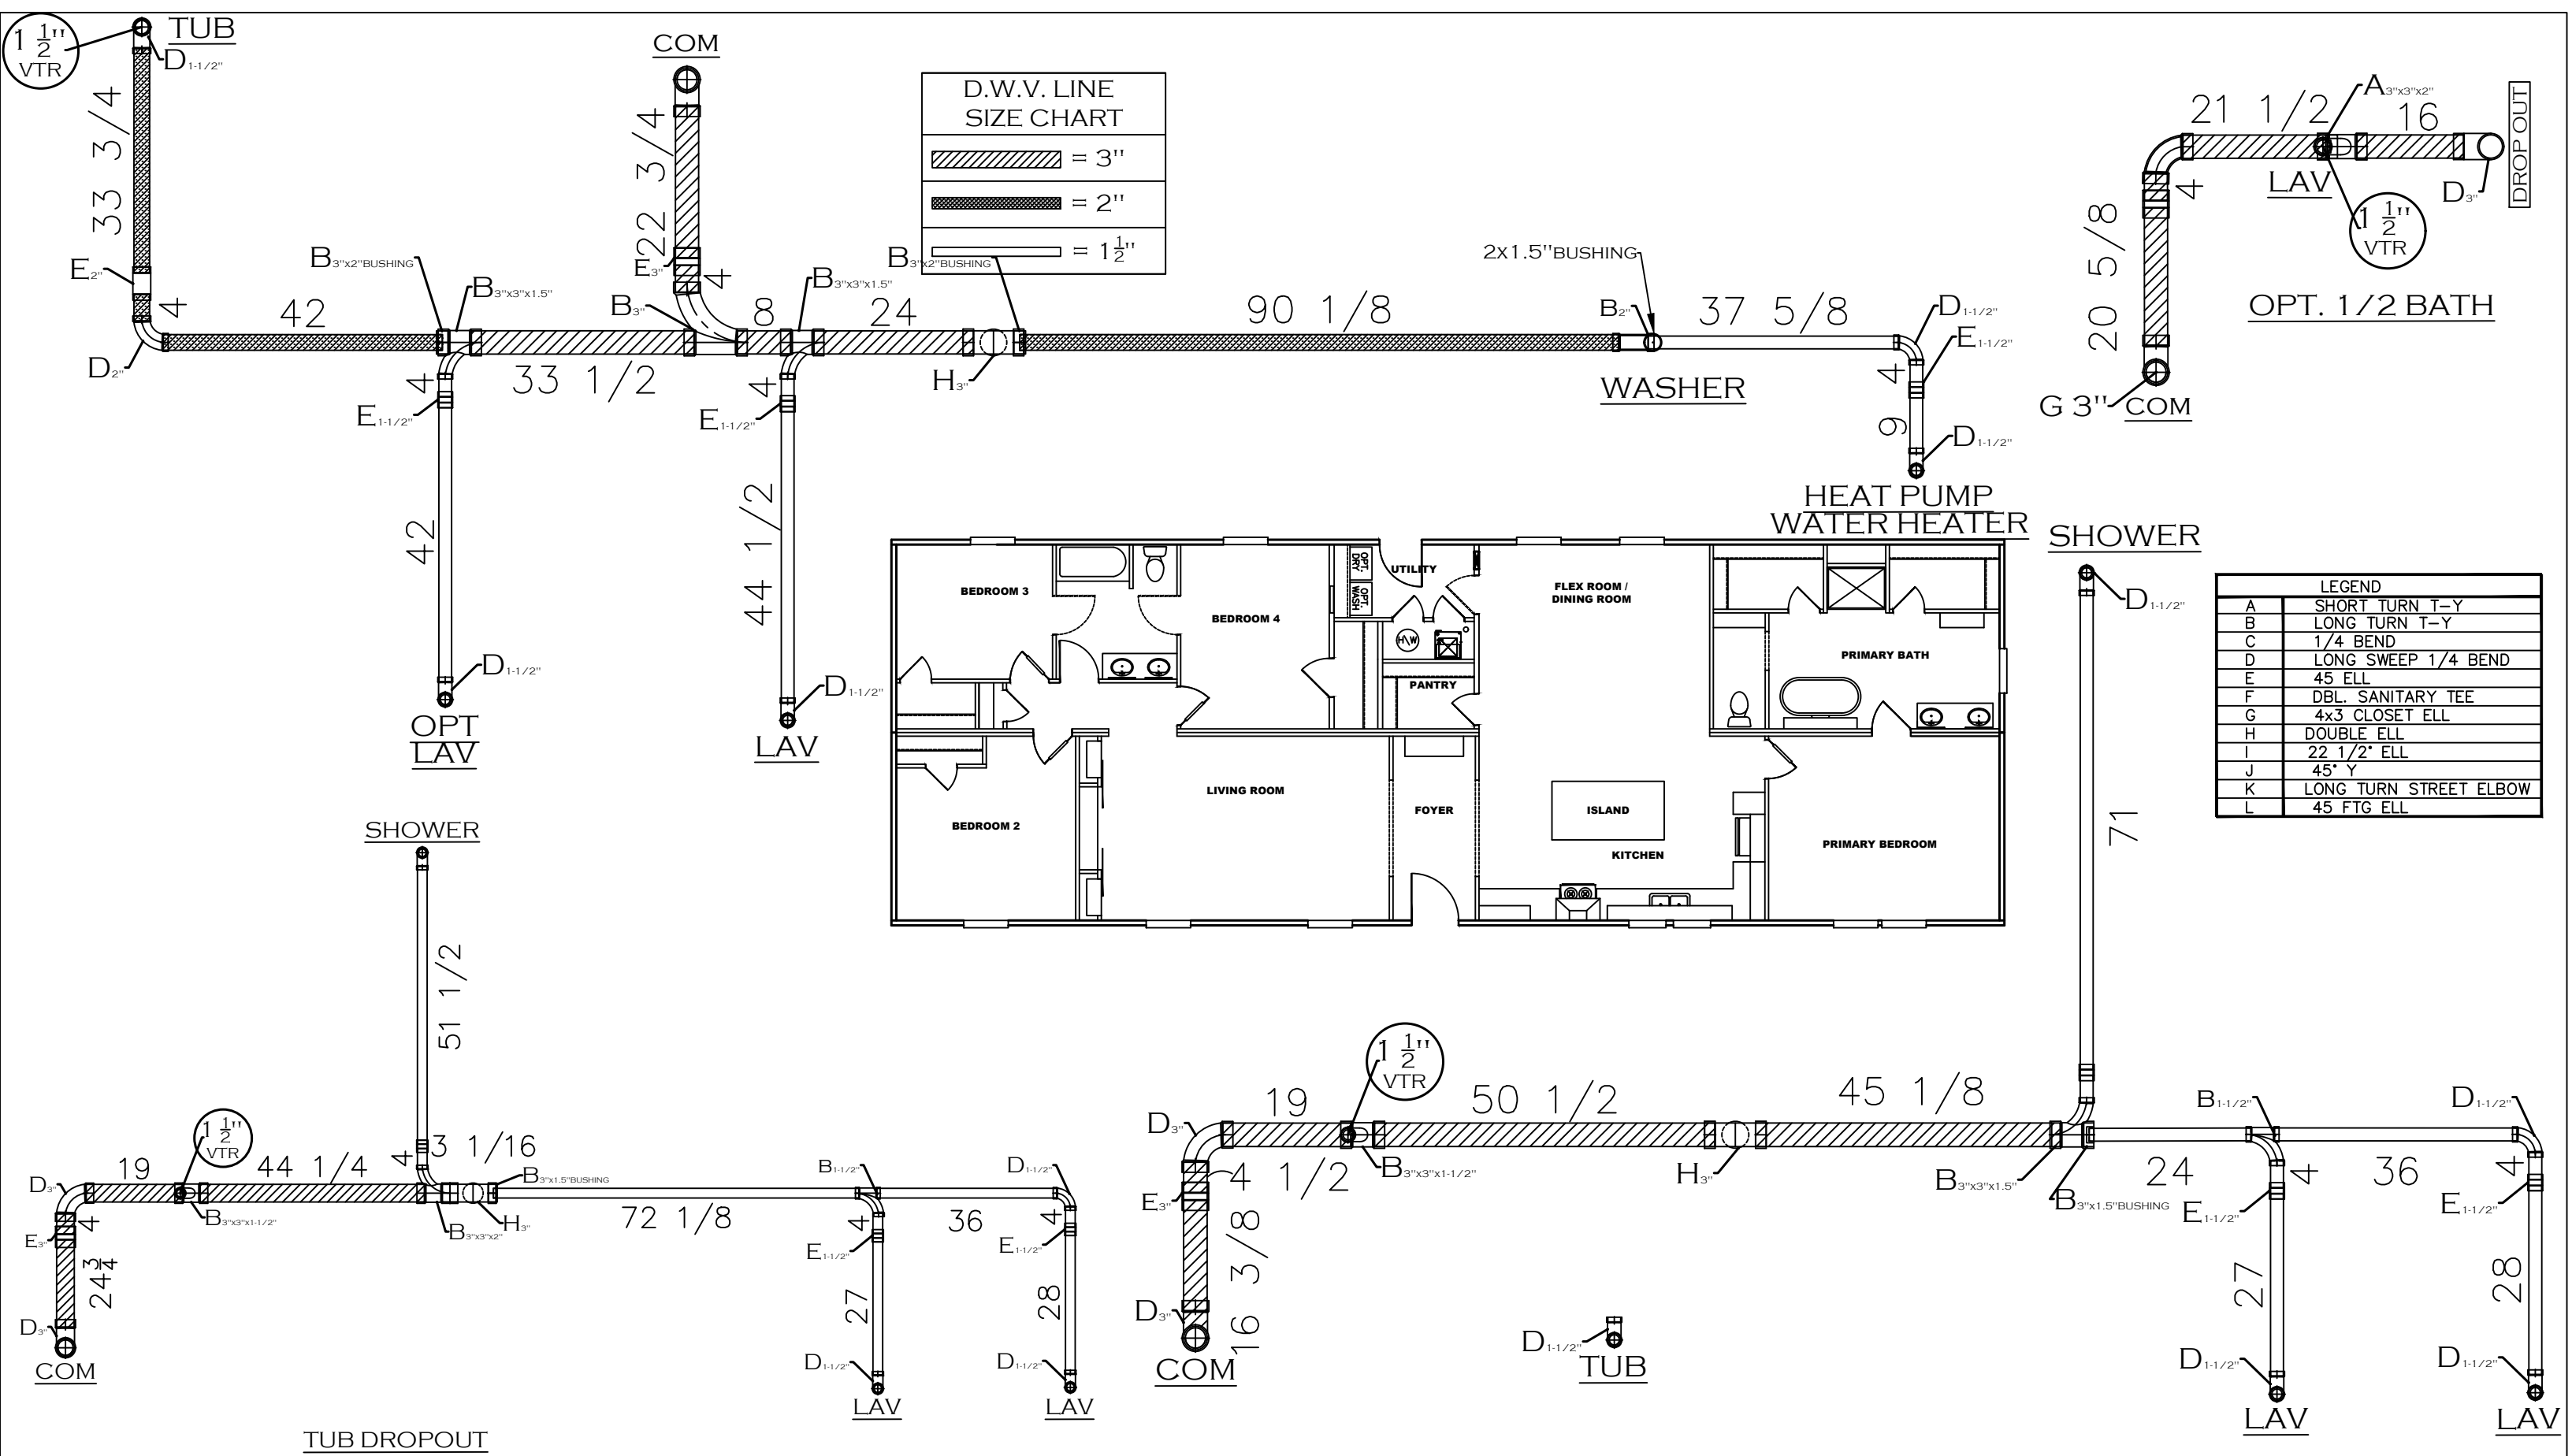 1 1/2"
VTR
TUB
D1-1/2"
33 3/4
E2"
4
D2"
42
B3"x2"BUSHING
B3"x3"x1.5"
4
E1-1/2"
42
D1-1/2"
OPT
LAV
33 1/2
COM
22 3/4
E3"
4
B3"
8
B3"x3"x1.5"
4
E1-1/2"
44 1/2
D1-1/2"
LAV
24
H3"
B3"x2"BUSHING
D.W.V. LINE
SIZE CHART
= 3"
= 2"
= 1 1/2"
90 1/8
2x1.5"BUSHING
B2"
WASHER
37 5/8
D1-1/2"
E1-1/2"
4
9
D1-1/2"
HEAT PUMP
WATER HEATER
21 1/2
A3"x3"x2"
16
DROP OUT
4
LAV
D3"
1 1/2"
VTR
20 5/8
OPT. 1/2 BATH
G 3"
COM
BEDROOM 3
BEDROOM 4
OPT.
DRY
OPT.
WASH
UTILITY
H\W
PANTRY
FLEX ROOM /
DINING ROOM
PRIMARY BATH
BEDROOM 2
LIVING ROOM
FOYER
ISLAND
KITCHEN
PRIMARY BEDROOM
SHOWER
D1-1/2"
71
LEGEND
A SHORT TURN T-Y
B LONG TURN T-Y
C 1/4 BEND
D LONG SWEEP 1/4 BEND
E 45 ELL
F DBL. SANITARY TEE
G 4x3 CLOSET ELL
H DOUBLE ELL
I 22 1/2° ELL
J 45° Y
K LONG TURN STREET ELBOW
L 45 FTG ELL
SHOWER
51 1/2
1 1/2"
VTR
19
44 1/4
4
3 1/16
B3"x1.5"BUSHING
D3"
4
B3"x3"x1-1/2"
B3"x3"x2"
H3"
E3"
24 3/4
D3"
COM
72 1/8
B1-1/2"
4
E1-1/2"
27
D1-1/2"
LAV
36
D1-1/2"
4
E1-1/2"
28
D1-1/2"
LAV
TUB DROPOUT
1 1/2"
VTR
D3"
19 1/2
50 1/2
45 1/8
4
E3"
B3"x3"x1-1/2"
H3"
B3"x3"x1.5"
B3"x1.5"BUSHING
16 3/8
D3"
COM
D1-1/2"
TUB
24
B1-1/2"
4
E1-1/2"
27
D1-1/2"
LAV
36
D1-1/2"
4
E1-1/2"
28
D1-1/2"
LAV